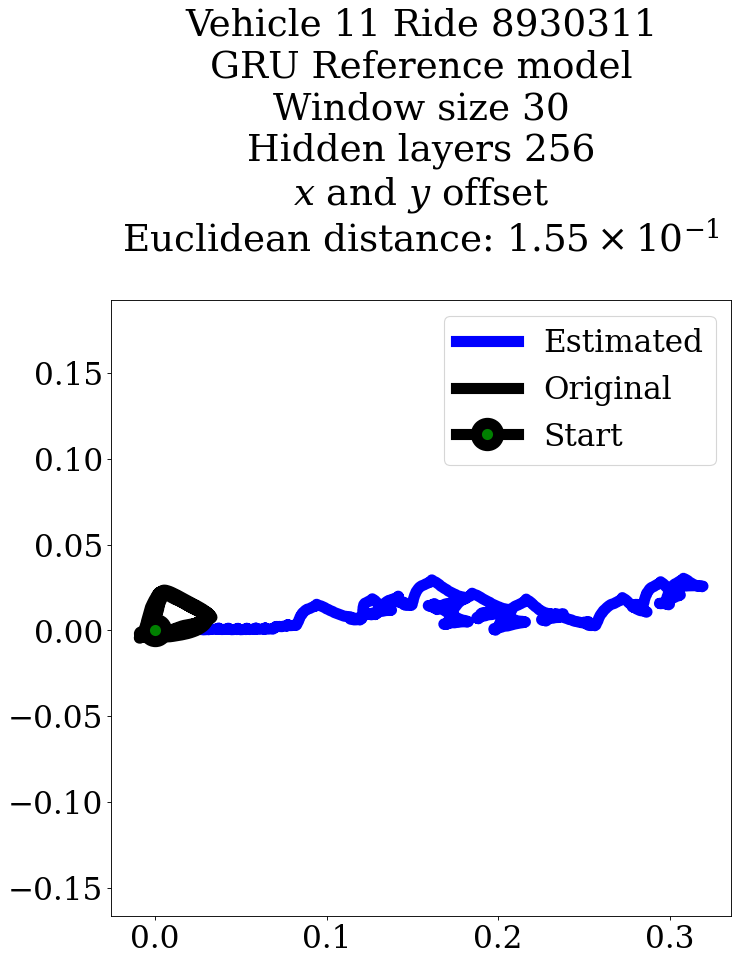 Vehicle 11 Ride 8930311
GRU Reference model
Window size 30
Hidden layers 256
x and y offset
Euclidean distance: 1.55 × 10⁻¹
Estimated
Original
Start
0.15
0.10
0.05
0.00
−0.05
−0.10
−0.15
0.0 0.1 0.2 0.3